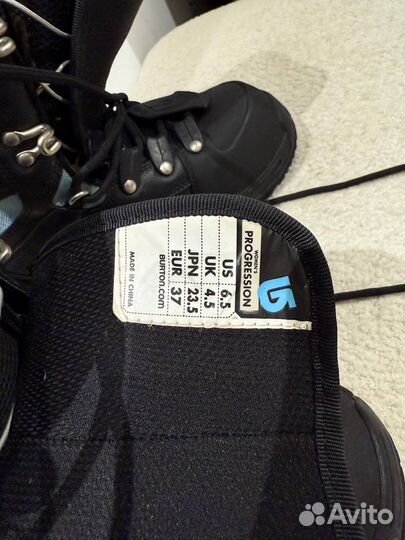 WOMEN'S
PROGRESSION
US 6.5
UK 4.5
JPN 23.5
EUR 37
BURTON.com
MADE IN CHINA
Avito